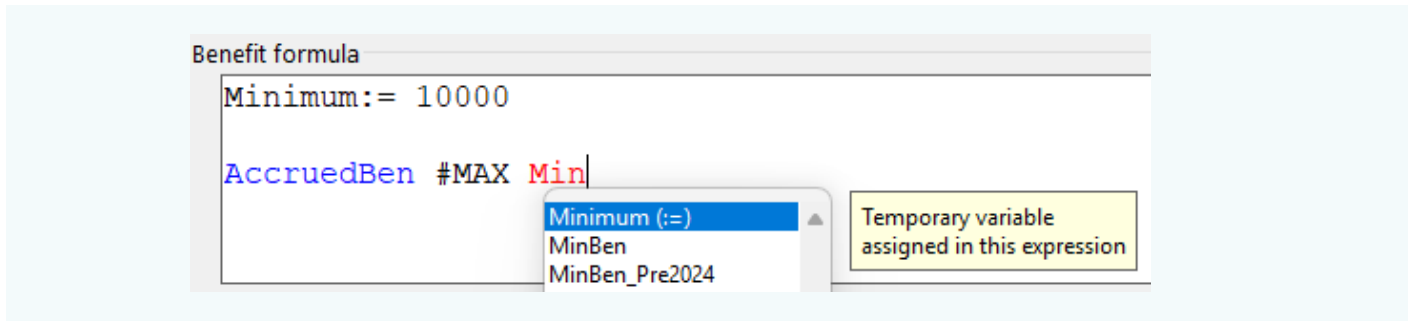 Benefit formula
Minimum:= 10000
AccruedBen #MAX Min
Minimum (:=)
MinBen
MinBen_Pre2024
Temporary variable
assigned in this expression